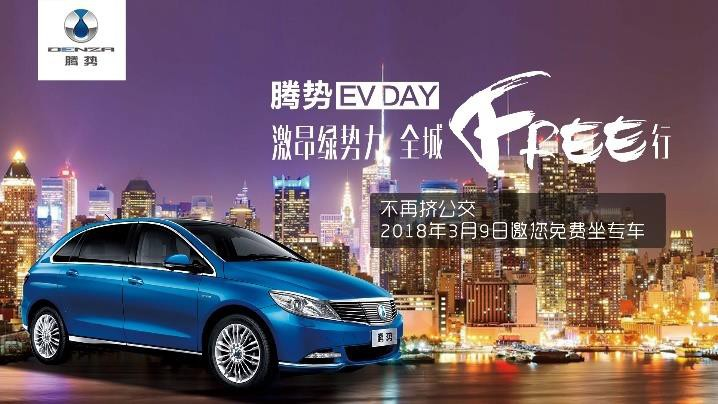 DENZA
腾势
腾势EV DAY
激昂绿势力 全城FREE行
不再挤公交
2018年3月9日邀您免费坐专车
腾势